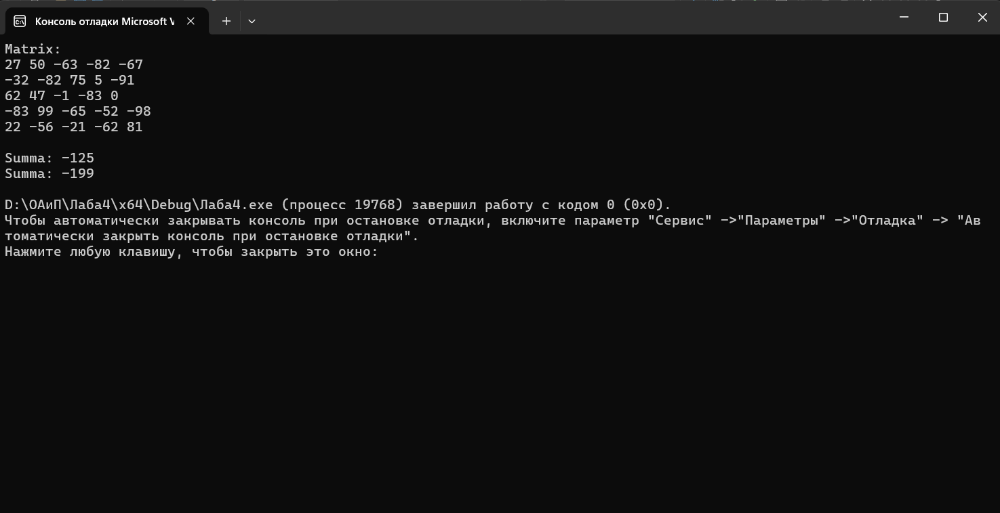 Консоль отладки Microsoft V
Matrix:
27 50 -63 -82 -67
-32 -82 75 5 -91
62 47 -1 -83 0
-83 99 -65 -52 -98
22 -56 -21 -62 81
Summa: -125
Summa: -199
D:\ОАиП\Лаба4\x64\Debug\Лаба4.exe (процесс 19768) завершил работу с кодом 0 (0x0).
Чтобы автоматически закрывать консоль при остановке отладки, включите параметр "Сервис" ->"Параметры" ->"Отладка" -> "Ав
томатически закрыть консоль при остановке отладки".
Нажмите любую клавишу, чтобы закрыть это окно: